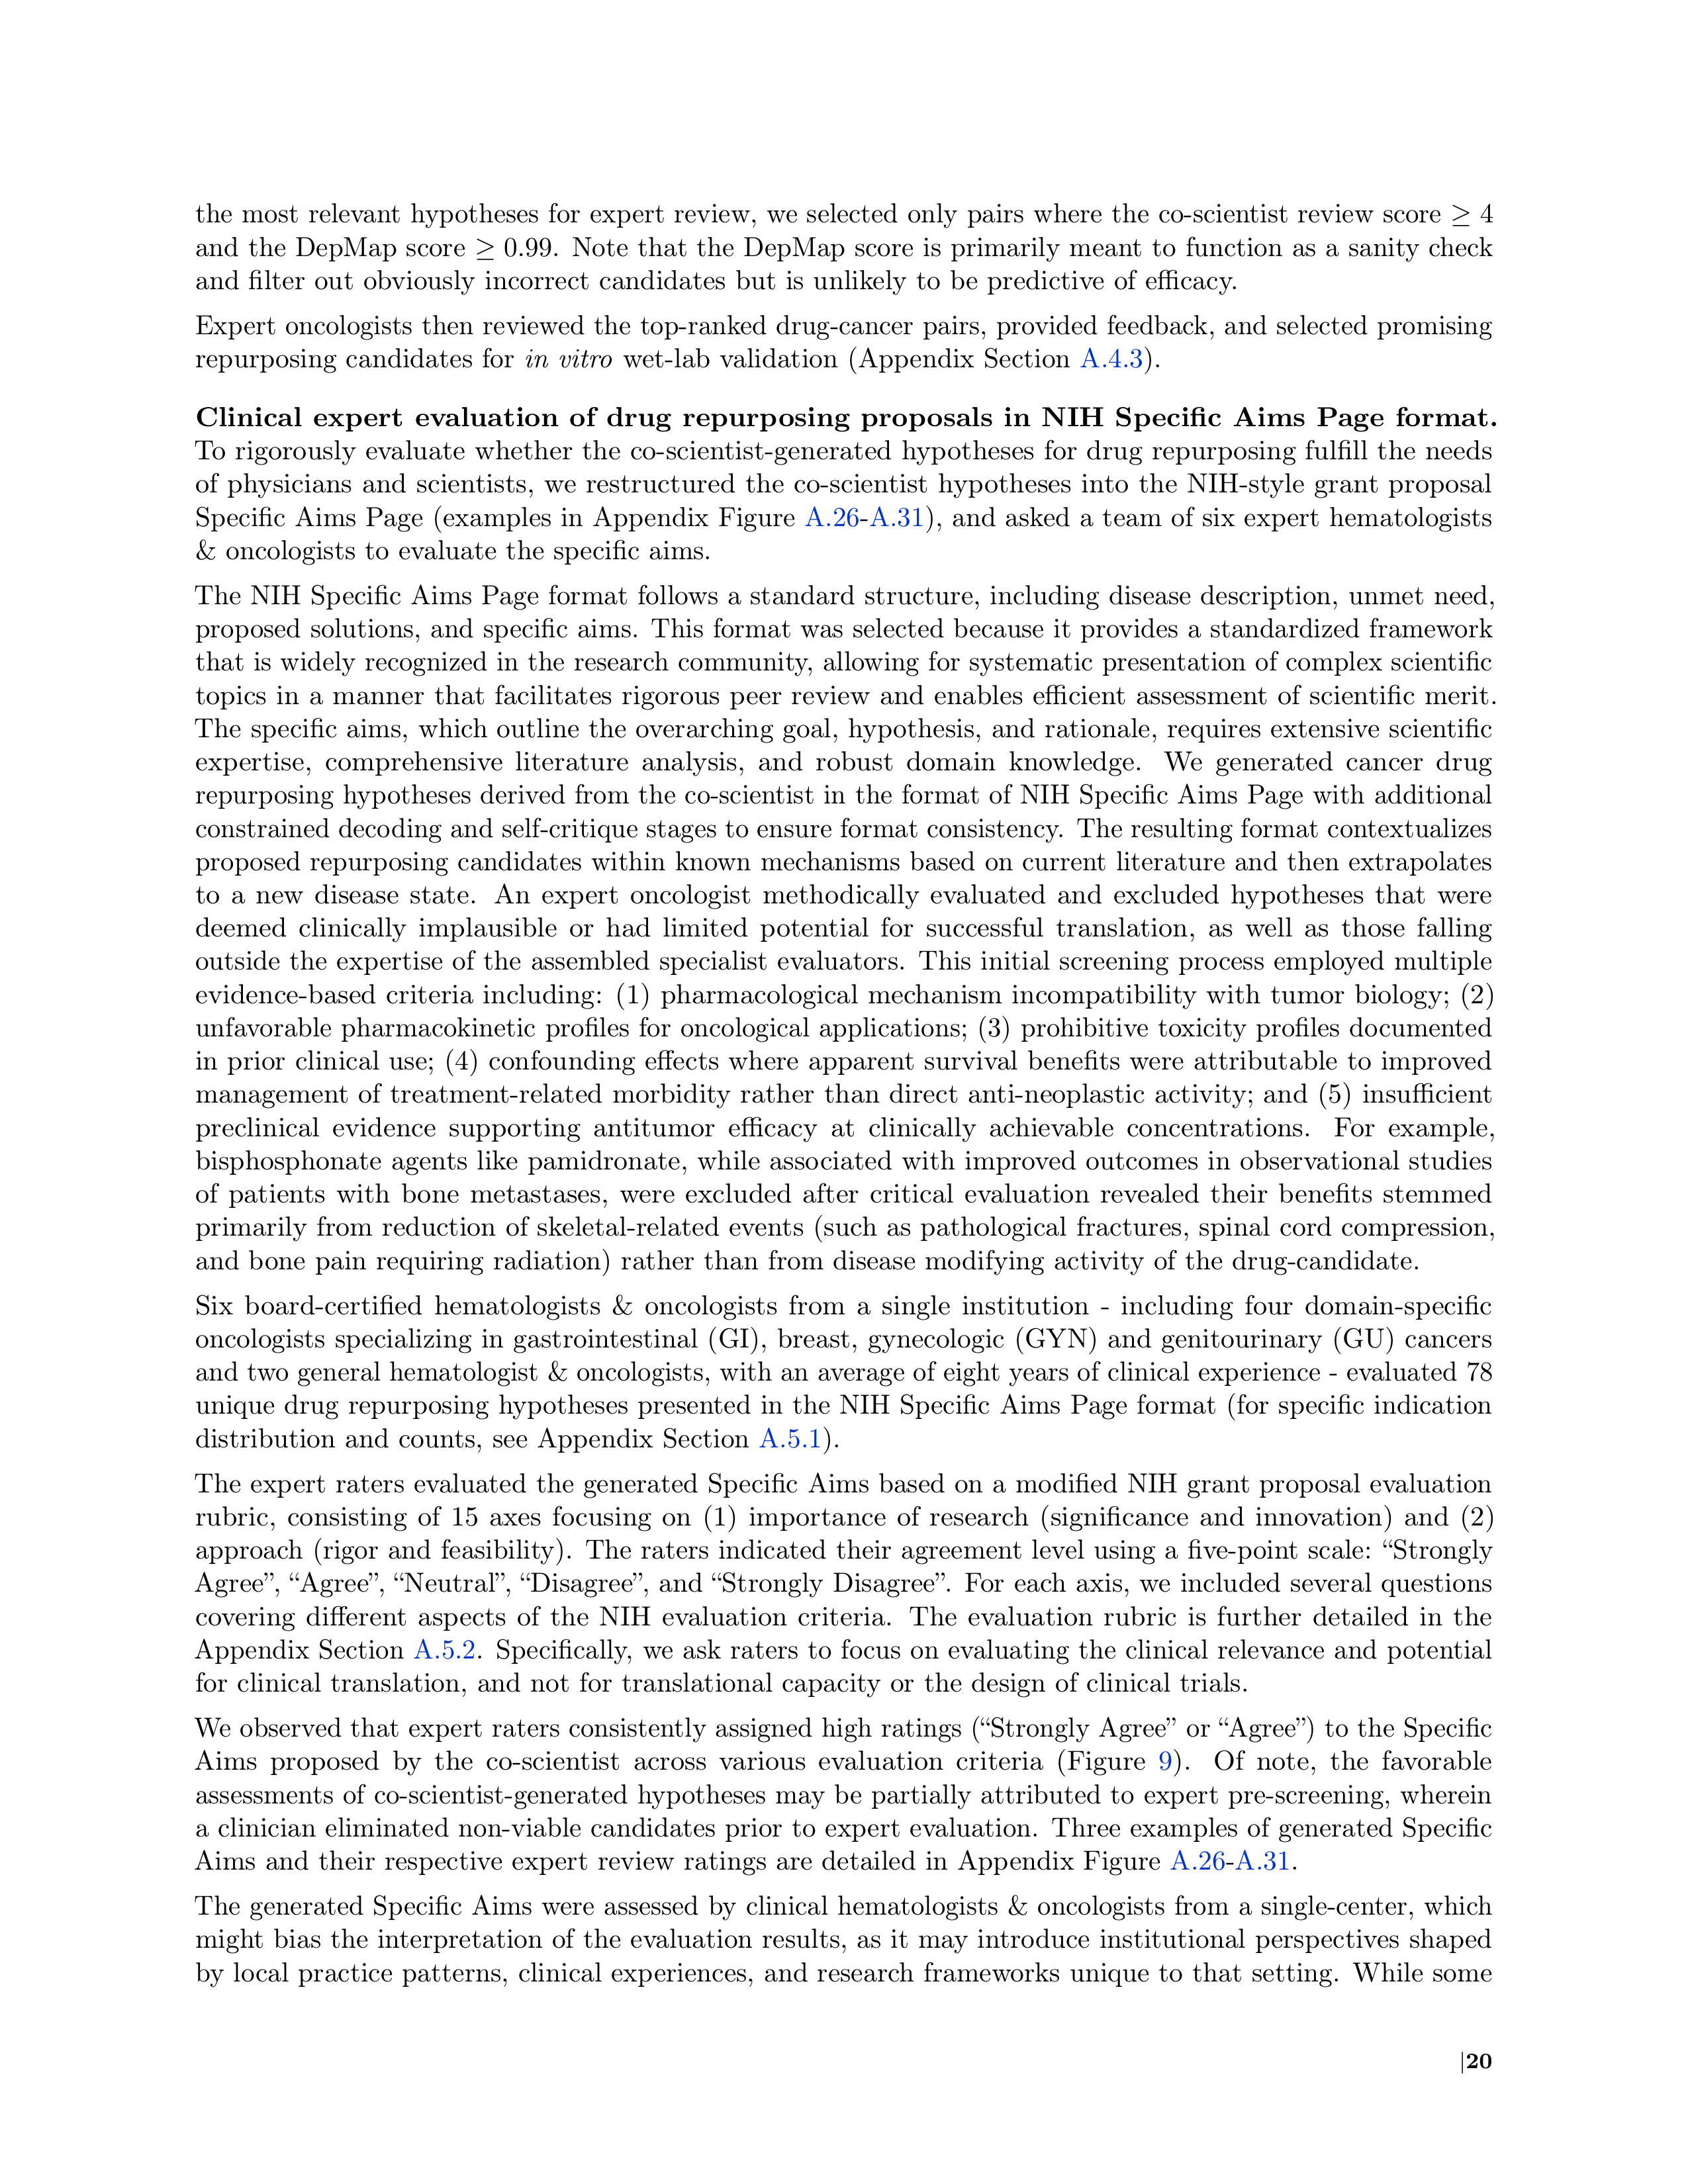 the most relevant hypotheses for expert review, we selected only pairs where the co-scientist review score ≥ 4
and the DepMap score ≥ 0.99. Note that the DepMap score is primarily meant to function as a sanity check
and filter out obviously incorrect candidates but is unlikely to be predictive of efficacy.
Expert oncologists then reviewed the top-ranked drug-cancer pairs, provided feedback, and selected promising
repurposing candidates for in vitro wet-lab validation (Appendix Section A.4.3).
Clinical expert evaluation of drug repurposing proposals in NIH Specific Aims Page format.
To rigorously evaluate whether the co-scientist-generated hypotheses for drug repurposing fulfill the needs
of physicians and scientists, we restructured the co-scientist hypotheses into the NIH-style grant proposal
Specific Aims Page (examples in Appendix Figure A.26-A.31), and asked a team of six expert hematologists
& oncologists to evaluate the specific aims.
The NIH Specific Aims Page format follows a standard structure, including disease description, unmet need,
proposed solutions, and specific aims. This format was selected because it provides a standardized framework
that is widely recognized in the research community, allowing for systematic presentation of complex scientific
topics in a manner that facilitates rigorous peer review and enables efficient assessment of scientific merit.
The specific aims, which outline the overarching goal, hypothesis, and rationale, requires extensive scientific
expertise, comprehensive literature analysis, and robust domain knowledge. We generated cancer drug
repurposing hypotheses derived from the co-scientist in the format of NIH Specific Aims Page with additional
constrained decoding and self-critique stages to ensure format consistency. The resulting format contextualizes
proposed repurposing candidates within known mechanisms based on current literature and then extrapolates
to a new disease state. An expert oncologist methodically evaluated and excluded hypotheses that were
deemed clinically implausible or had limited potential for successful translation, as well as those falling
outside the expertise of the assembled specialist evaluators. This initial screening process employed multiple
evidence-based criteria including: (1) pharmacological mechanism incompatibility with tumor biology; (2)
unfavorable pharmacokinetic profiles for oncological applications; (3) prohibitive toxicity profiles documented
in prior clinical use; (4) confounding effects where apparent survival benefits were attributable to improved
management of treatment-related morbidity rather than direct anti-neoplastic activity; and (5) insufficient
preclinical evidence supporting antitumor efficacy at clinically achievable concentrations. For example,
bisphosphonate agents like pamidronate, while associated with improved outcomes in observational studies
of patients with bone metastases, were excluded after critical evaluation revealed their benefits stemmed
primarily from reduction of skeletal-related events (such as pathological fractures, spinal cord compression,
and bone pain requiring radiation) rather than from disease modifying activity of the drug-candidate.
Six board-certified hematologists & oncologists from a single institution - including four domain-specific
oncologists specializing in gastrointestinal (GI), breast, gynecologic (GYN) and genitourinary (GU) cancers
and two general hematologist & oncologists, with an average of eight years of clinical experience - evaluated 78
unique drug repurposing hypotheses presented in the NIH Specific Aims Page format (for specific indication
distribution and counts, see Appendix Section A.5.1).
The expert raters evaluated the generated Specific Aims based on a modified NIH grant proposal evaluation
rubric, consisting of 15 axes focusing on (1) importance of research (significance and innovation) and (2)
approach (rigor and feasibility). The raters indicated their agreement level using a five-point scale: “Strongly
Agree”, “Agree”, “Neutral”, “Disagree”, and “Strongly Disagree”. For each axis, we included several questions
covering different aspects of the NIH evaluation criteria. The evaluation rubric is further detailed in the
Appendix Section A.5.2. Specifically, we ask raters to focus on evaluating the clinical relevance and potential
for clinical translation, and not for translational capacity or the design of clinical trials.
We observed that expert raters consistently assigned high ratings (“Strongly Agree” or “Agree”) to the Specific
Aims proposed by the co-scientist across various evaluation criteria (Figure 9). Of note, the favorable
assessments of co-scientist-generated hypotheses may be partially attributed to expert pre-screening, wherein
a clinician eliminated non-viable candidates prior to expert evaluation. Three examples of generated Specific
Aims and their respective expert review ratings are detailed in Appendix Figure A.26-A.31.
The generated Specific Aims were assessed by clinical hematologists & oncologists from a single-center, which
might bias the interpretation of the evaluation results, as it may introduce institutional perspectives shaped
by local practice patterns, clinical experiences, and research frameworks unique to that setting. While some
|20